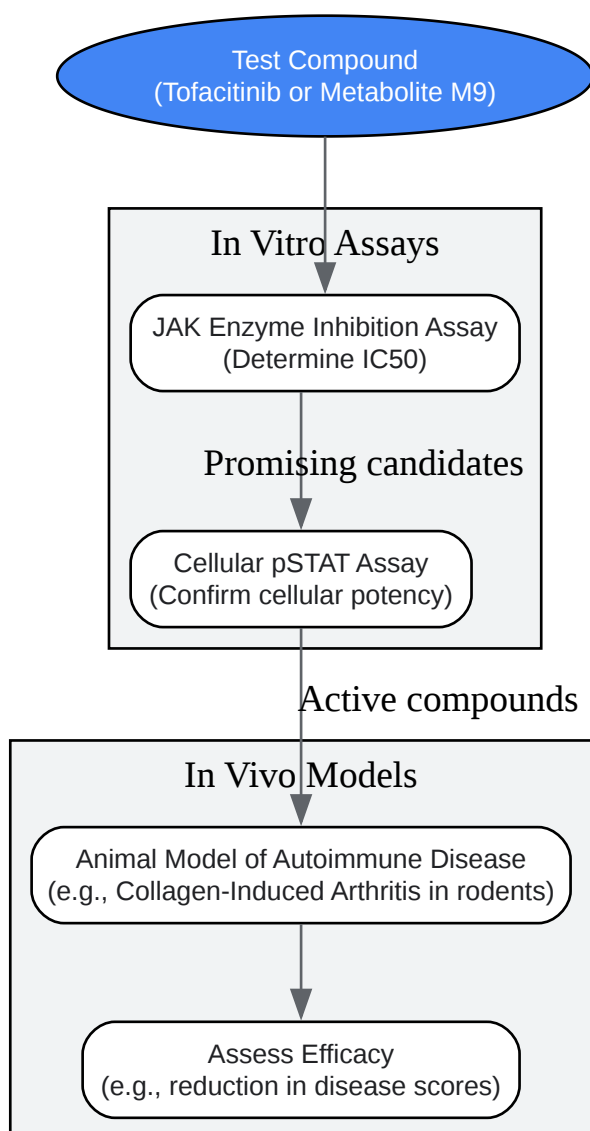 Test Compound
(Tofacitinib or Metabolite M9)
In Vitro Assays
JAK Enzyme Inhibition Assay
(Determine IC50)
Promising candidates
Cellular pSTAT Assay
(Confirm cellular potency)
Active compounds
In Vivo Models
Animal Model of Autoimmune Disease
(e.g., Collagen-Induced Arthritis in rodents)
Assess Efficacy
(e.g., reduction in disease scores)